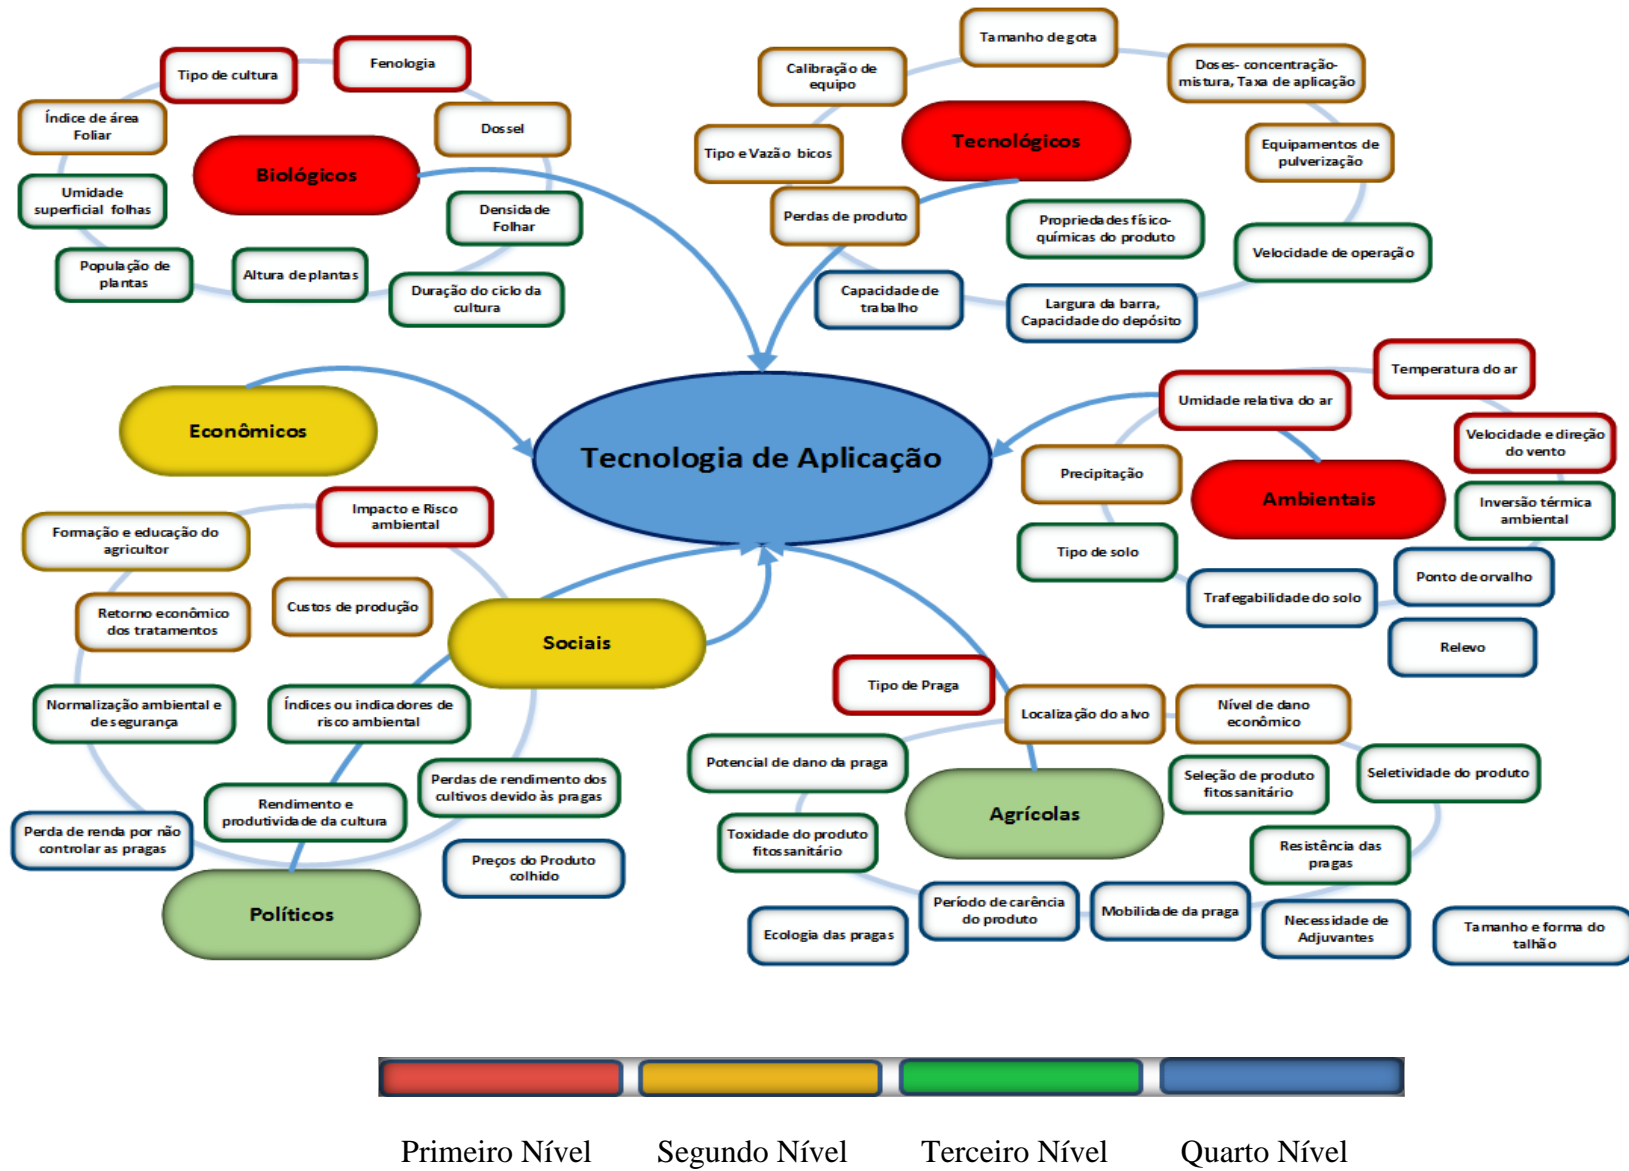 Tipo de cultura
Fenologia
Índice de área
Foliar
Dossel
Biológicos
Umidade
superficial folhas
Densidade
Folhar
População de
plantas
Altura de plantas
Duração do ciclo da
cultura
Tamanho de gota
Calibração de
equipo
Doses- concentração-
mistura, Taxa de aplicação
Tecnológicos
Tipo e Vazão bicos
Equipamentos de
pulverização
Perdas de produto
Propriedades físico-
químicas do produto
Velocidade de operação
Capacidade de
trabalho
Largura da barra,
Capacidade do depósito
Econômicos
Tecnologia de Aplicação
Temperatura do ar
Umidade relativa do ar
Velocidade e direção
do vento
Precipitação
Ambientais
Inversão térmica
ambiental
Tipo de solo
Ponto de orvalho
Trafegabilidade do solo
Relevo
Impacto e Risco
ambiental
Formação e educação do
agricultor
Custos de produção
Retorno econômico
dos tratamentos
Sociais
Normalização ambiental e
de segurança
Índices ou indicadores de
risco ambiental
Perdas de rendimento dos
cultivos devido às pragas
Rendimento e
produtividade da cultura
Perda de renda por não
controlar as pragas
Preços do Produto
colhido
Políticos
Tipo de Praga
Localização do alvo
Nível de dano
econômico
Potencial de dano da praga
Seleção de produto
fitossanitário
Seletividade do produto
Agrícolas
Toxidade do produto
fitossanitário
Resistência das
pragas
Período de carência
do produto
Mobilidade da praga
Ecologia das pragas
Necessidade de
Adjuvantes
Tamanho e forma do
talhão
Primeiro Nível
Segundo Nível
Terceiro Nível
Quarto Nível